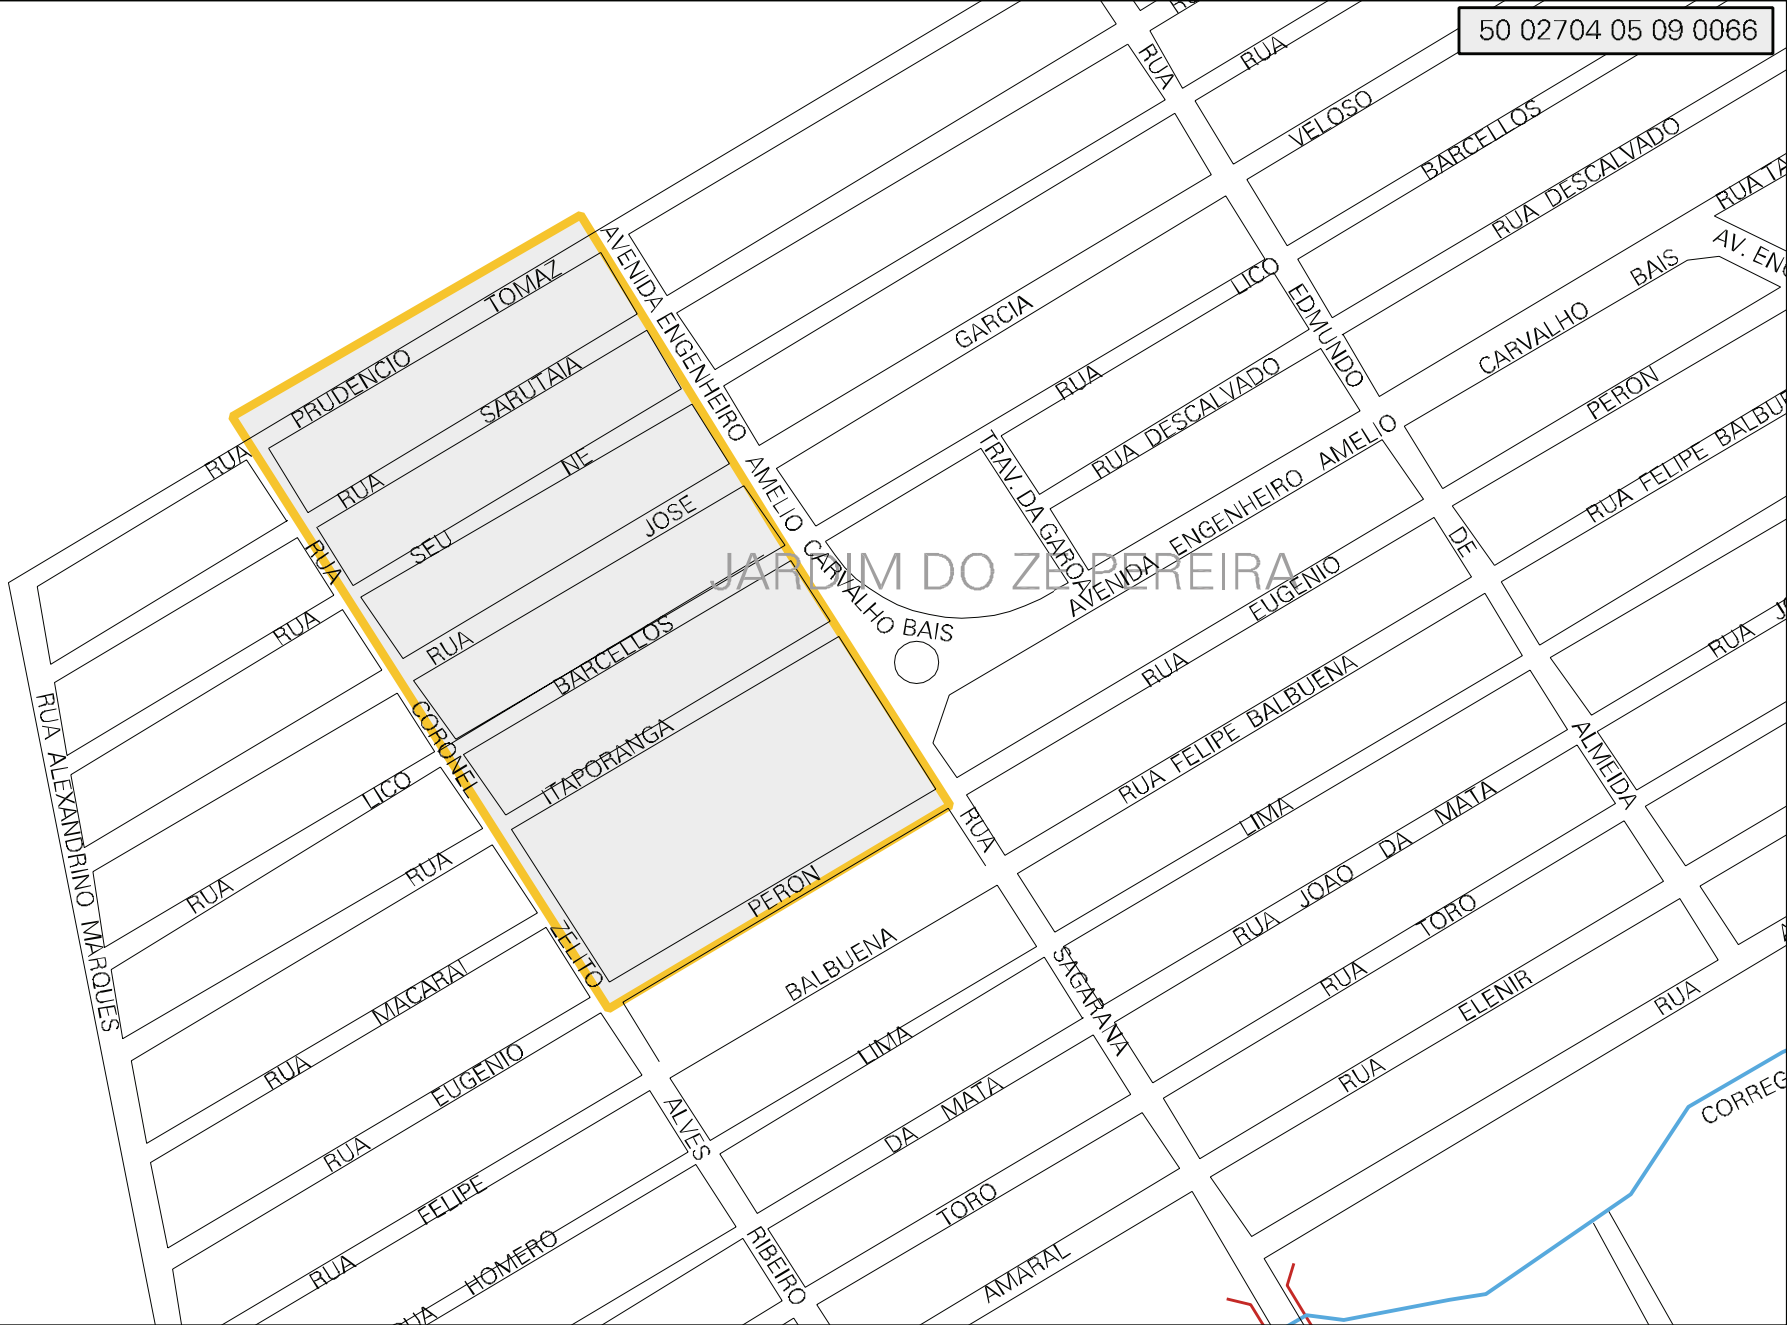 50 02704 05 09 0066
RUA
RUA
VELOSO
BARCELLOS
RUA DESCALVADO
RUA TA
AV. ENG
CARVALHO BAIS
PERON
RUA FELIPE BALBUE
RUA EDMUNDO DE ALMEIDA
AVENIDA ENGENHEIRO AMELIO CARVALHO BAIS
GARCIA
RUA LICO
RUA DESCALVADO
TRAV. DA GAROA
AVENIDA ENGENHEIRO AMELIO
JARDIM DO ZE PEREIRA
RUA PRUDENCIO TOMAZ
RUA SARUTAIA
SEU NE
RUA JOSE
BARCELLOS
ITAPORANGA
PERON
RUA CORONEL ZELITO ALVES RIBEIRO
RUA ALEXANDRINO MARQUES
RUA
RUA LICO
RUA
RUA MACARAI
RUA EUGENIO
RUA FELIPE
RUA HOMERO
BALBUENA
LIMA
DA MATA
TORO
AMARAL
RUA SAGARANA
RUA EUGENIO
RUA FELIPE BALBUENA
LIMA
RUA JOAO DA MATA
RUA TORO
RUA ELENIR
RUA
RUA J
CORREG